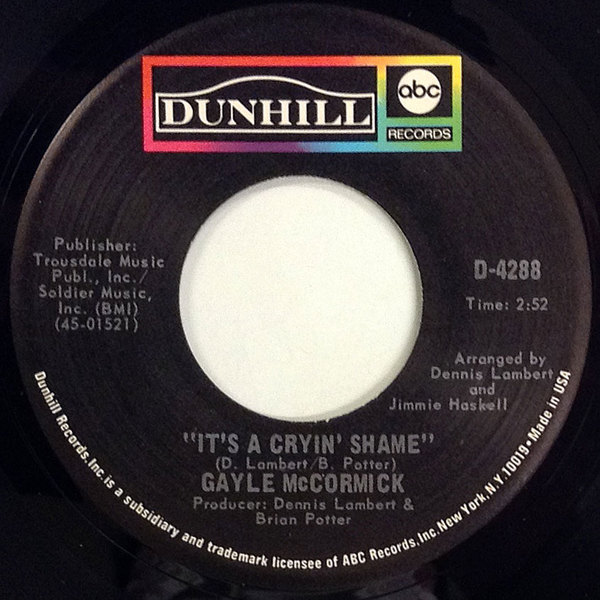 DUNHILL
abc
RECORDS
Publisher:
Trousdale Music
Publ., Inc./
Soldier Music,
Inc. (BMI)
(45-01521)
D-4288
Time: 2:52
Arranged by
Dennis Lambert
and
Jimmie Haskell
"IT'S A CRYIN' SHAME"
(D. Lambert/B. Potter)
GAYLE McCORMICK
Producer: Dennis Lambert &
Brian Potter
Dunhill Records, Inc. is a subsidiary and trademark licensee of ABC Records, Inc. New York, N.Y. 10019 • Made in USA